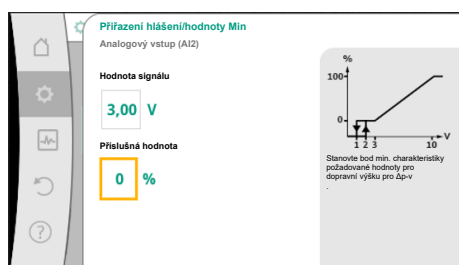 Přiřazení hlášení/hodnoty Min
Analogový vstup (AI2)
Hodnota signálu
3,00 V
Příslušná hodnota
0 %
%
100
0
1 2 3 10 V
Stanovte bod min. charakteristiky
požadované hodnoty pro
dopravní výšku pro Δp-v
.